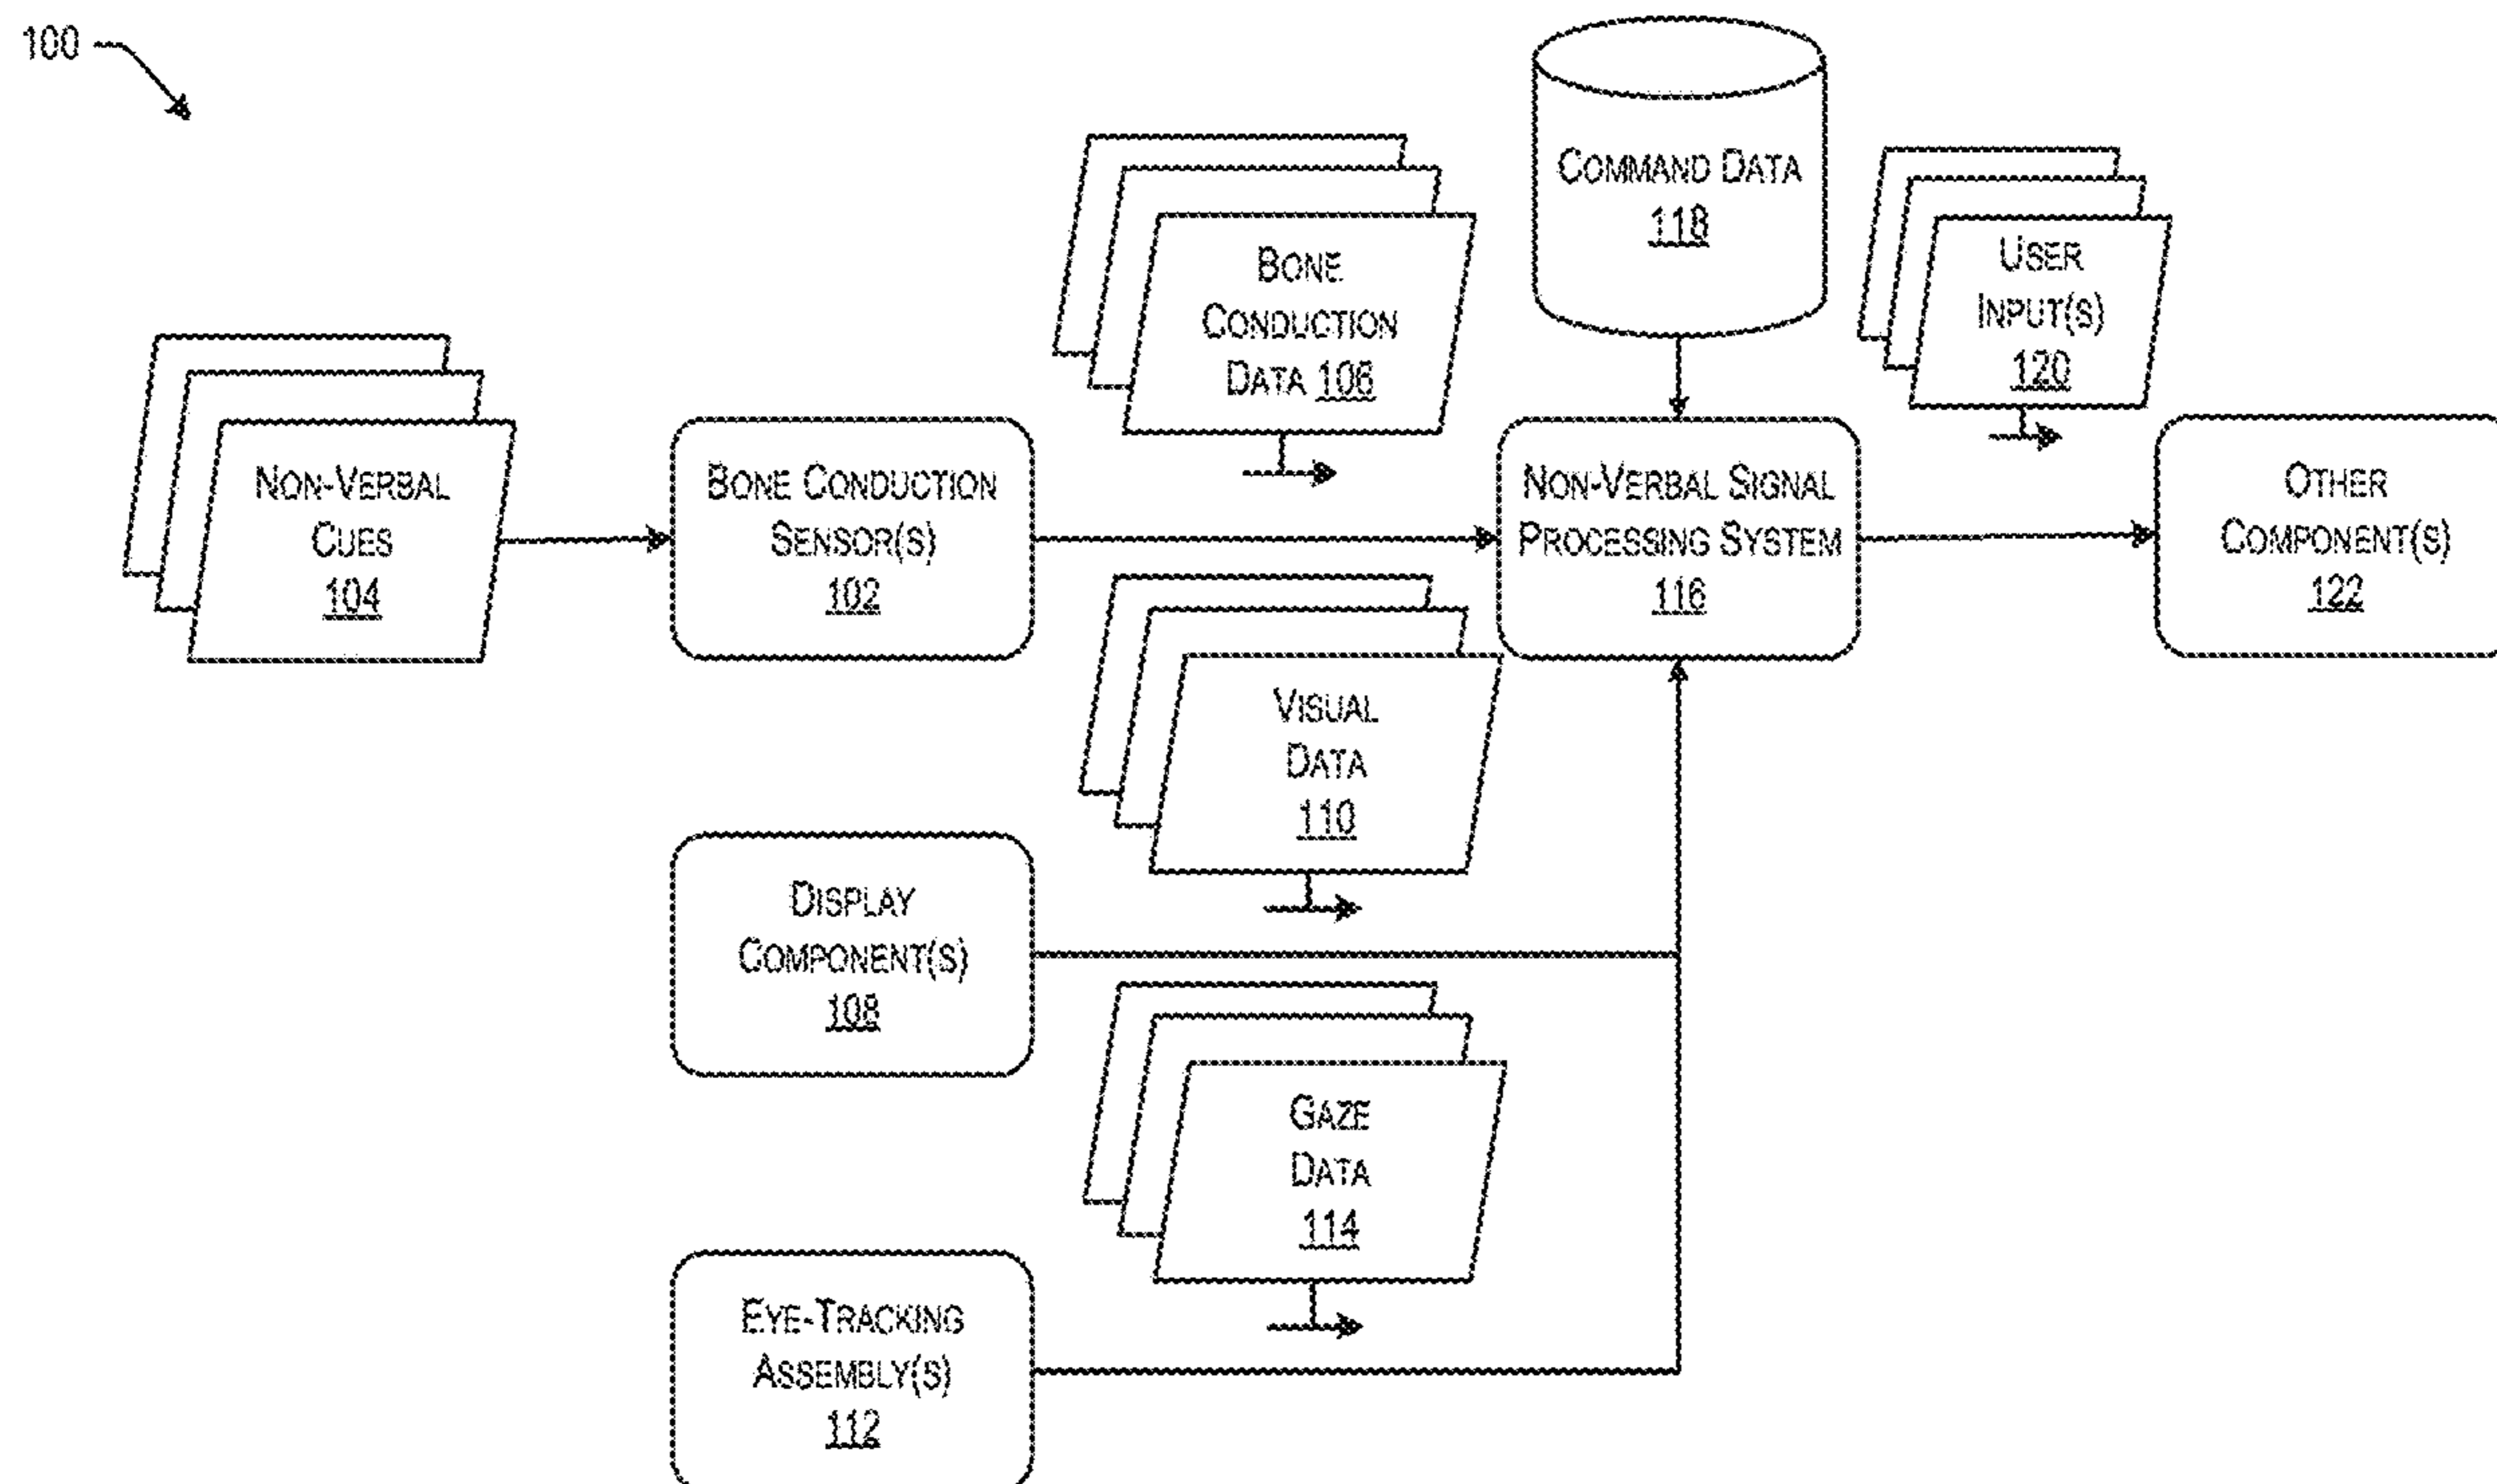 100
COMMAND DATA
118
BONE
CONDUCTION
DATA 106
USER
INPUT(S)
120
NON-VERBAL
CUES
104
BONE CONDUCTION
SENSOR(S)
102
NON-VERBAL SIGNAL
PROCESSING SYSTEM
116
OTHER
COMPONENT(S)
122
VISUAL
DATA
110
DISPLAY
COMPONENT(S)
108
GAZE
DATA
114
EYE-TRACKING
ASSEMBLY(S)
112